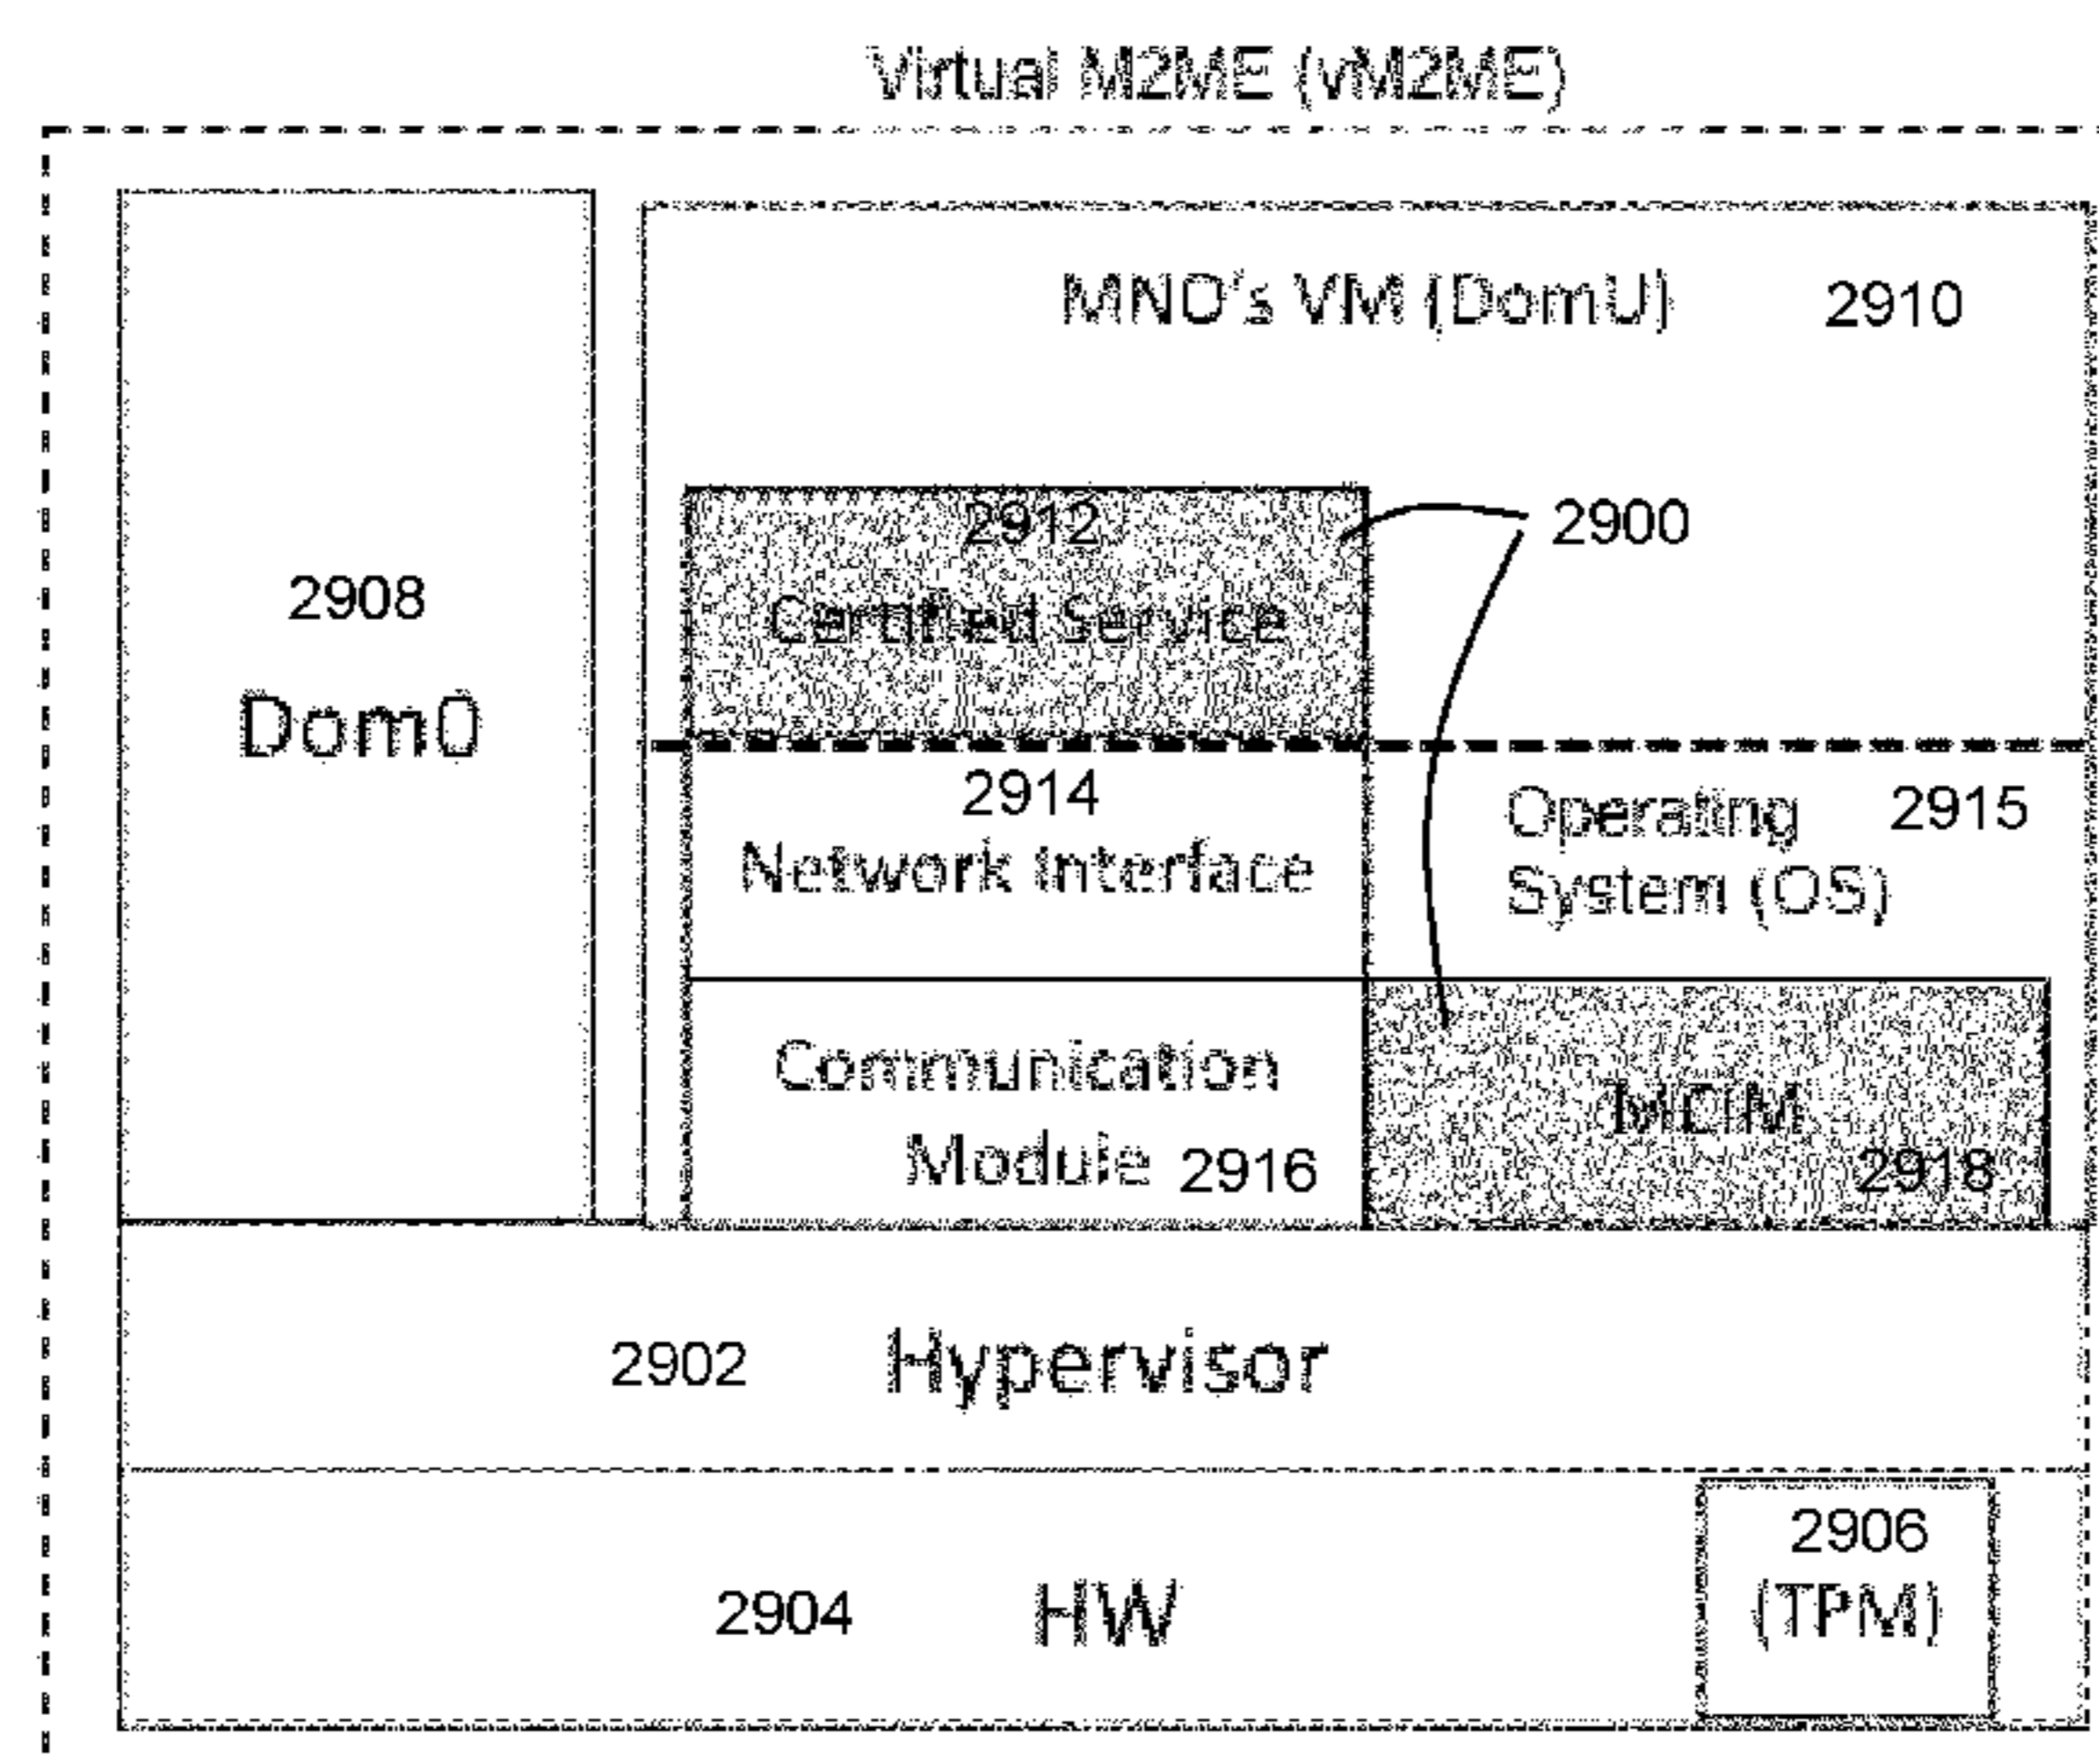 Virtual M2ME (vM2ME)
MNO's VM (DomU) 2910
2912
2900
Certified Service
2908
Dom0
2914
Network Interface
Operating 2915
System (OS)
Communication
Module 2916
MCIM
2918
2902 Hypervisor
2904 HW
2906
(TPM)